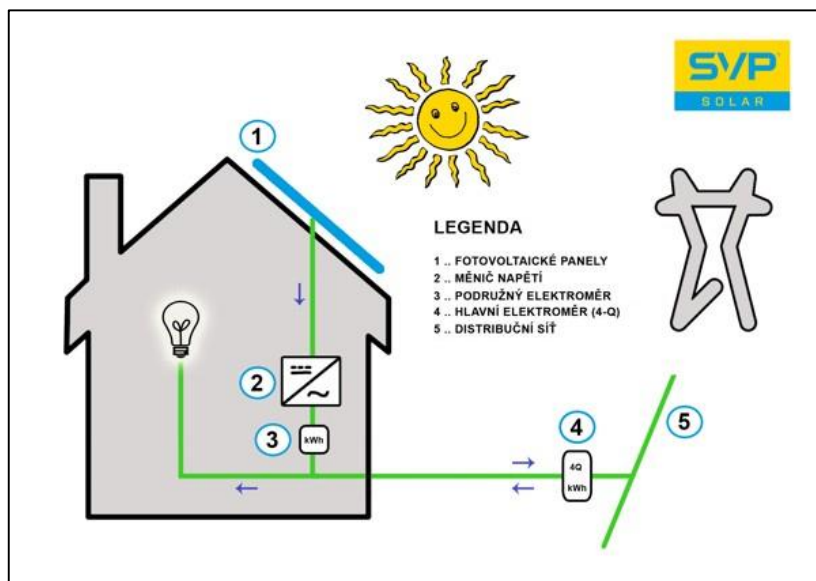 SVP
SOLAR
1
LEGENDA
1 .. FOTOVOLTAICKÉ PANELY
2 .. MĚNIČ NAPĚTÍ
3 .. PODRUŽNÝ ELEKTROMĚR
4 .. HLAVNÍ ELEKTROMĚR (4-Q)
5 .. DISTRIBUČNÍ SÍŤ
2
3
kWh
4
5
4Q
kWh